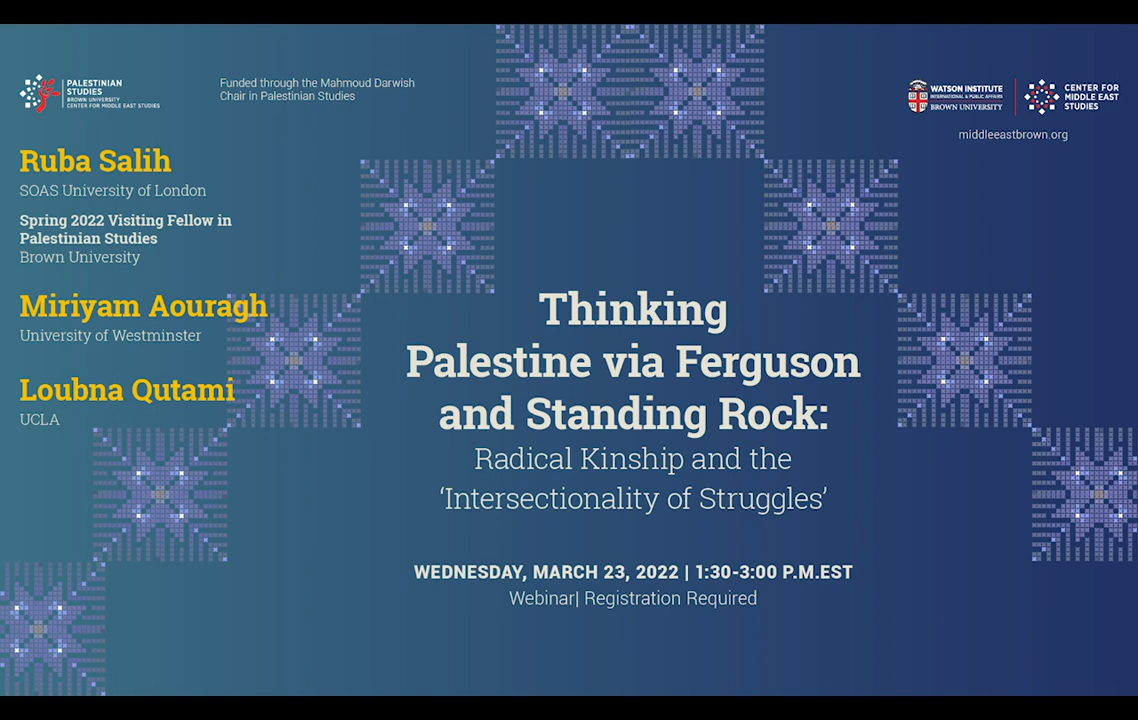 PALESTINIAN
STUDIES
BROWN UNIVERSITY
CENTER FOR MIDDLE EAST STUDIES
Funded through the Mahmoud Darwish
Chair in Palestinian Studies
WATSON INSTITUTE
INTERNATIONAL & PUBLIC AFFAIRS
BROWN UNIVERSITY
CENTER FOR
MIDDLE EAST
STUDIES
middleeastbrown.org
Ruba Salih
SOAS University of London
Spring 2022 Visiting Fellow in
Palestinian Studies
Brown University
Miriyam Aouragh
University of Westminster
Loubna Qutami
UCLA
Thinking
Palestine via Ferguson
and Standing Rock:
Radical Kinship and the
‘Intersectionality of Struggles’
WEDNESDAY, MARCH 23, 2022 | 1:30-3:00 P.M.EST
Webinar| Registration Required